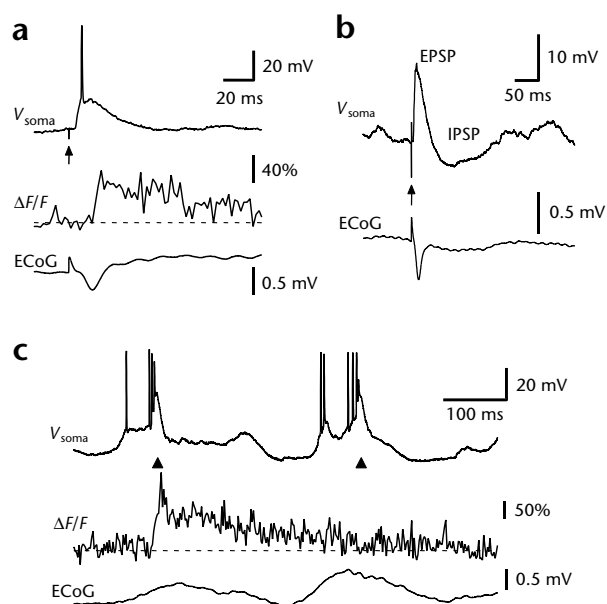 a
20 mV
20 ms
Vsoma
40%
ΔF/F
ECoG
0.5 mV
b
EPSP
10 mV
50 ms
Vsoma
IPSP
0.5 mV
ECoG
c
20 mV
100 ms
Vsoma
ΔF/F
50%
ECoG
0.5 mV